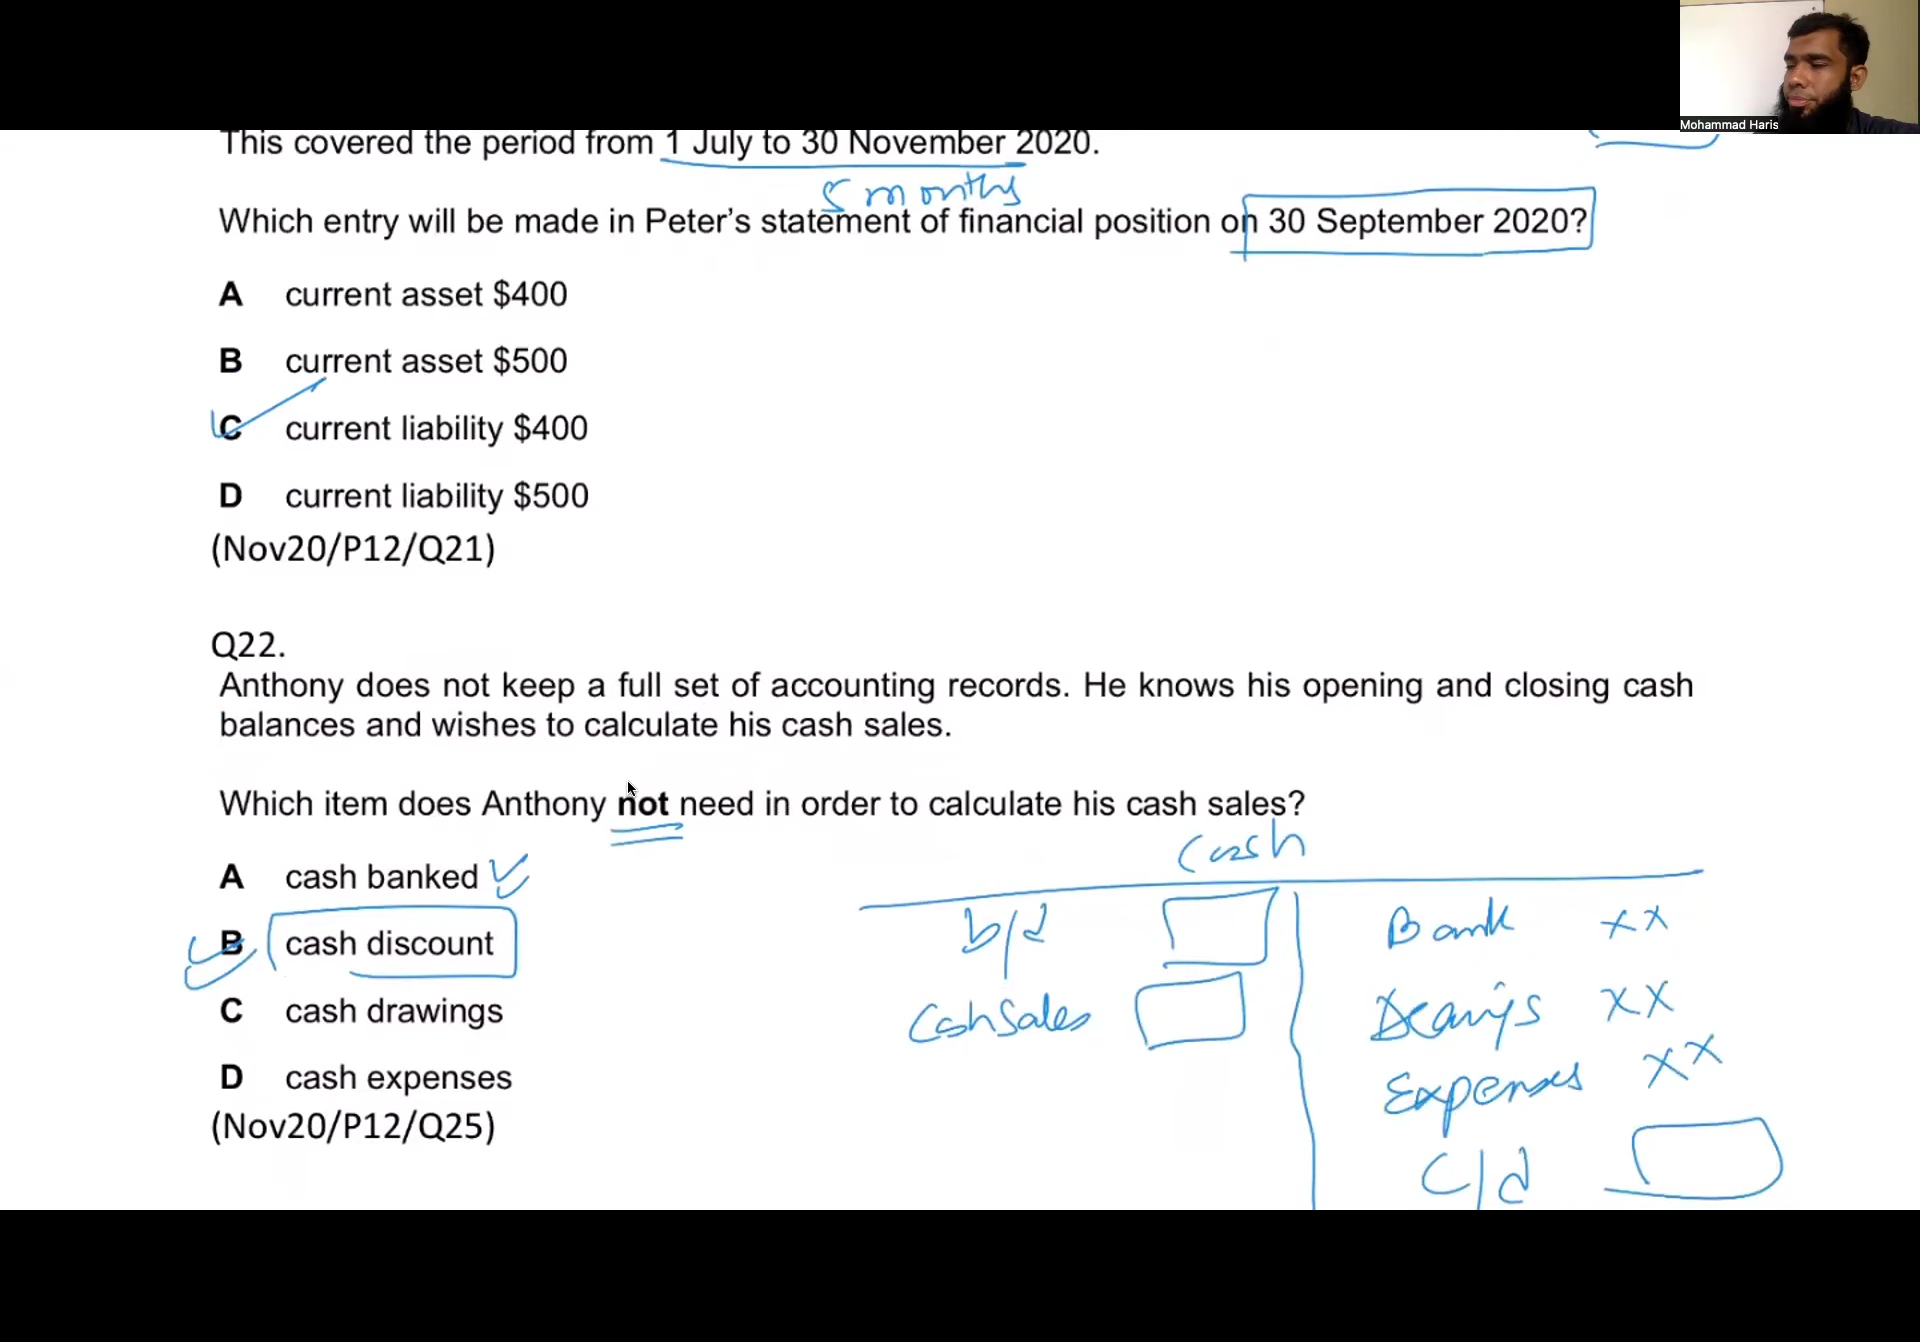 Mohammad Haris
This covered the period from 1 July to 30 November 2020.
5 months
Which entry will be made in Peter’s statement of financial position on 30 September 2020?
A current asset $400
B current asset $500
C current liability $400
D current liability $500
(Nov20/P12/Q21)
Q22.
Anthony does not keep a full set of accounting records. He knows his opening and closing cash
balances and wishes to calculate his cash sales.
Which item does Anthony not need in order to calculate his cash sales?
A cash banked
B cash discount
C cash drawings
D cash expenses
(Nov20/P12/Q25)
Cash
b/d Bank xx
Cash Sales xx
Expenses xx
c/d